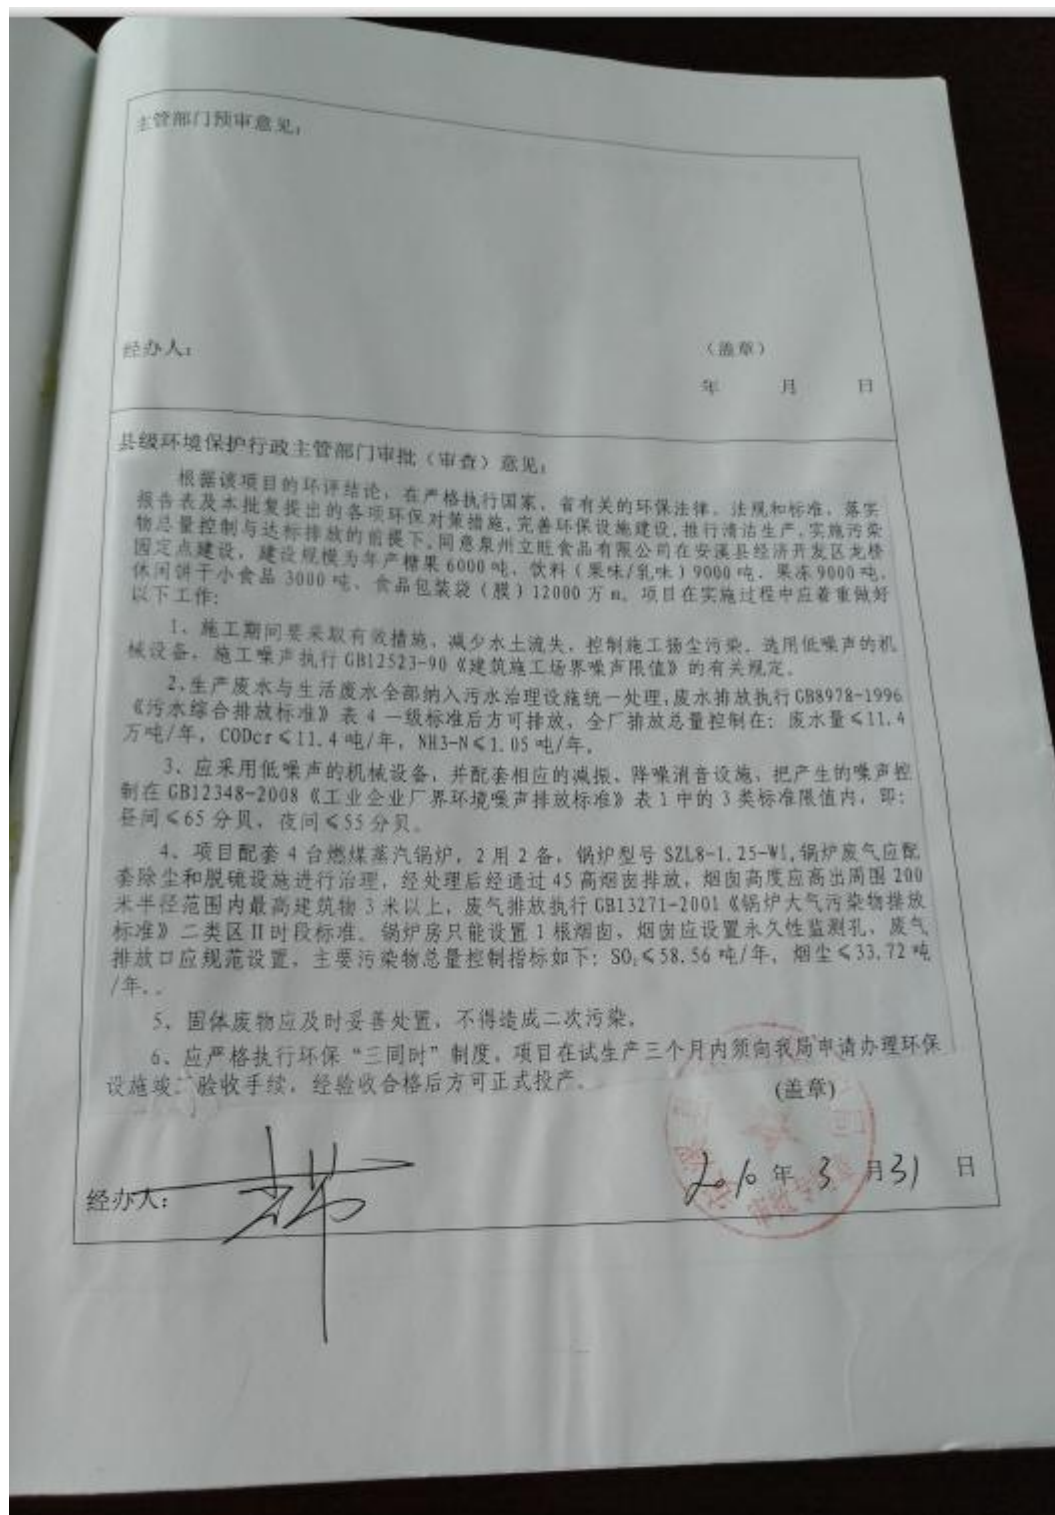 主管部门预审意见：
经办人：
（盖章）
年 月 日
县级环境保护行政主管部门审批（审查）意见：
根据该项目的环评结论，在严格执行国家、省有关的环保法律、法规和标准，落实
报告表及本批复提出的各项环保对策措施，完善环保设施建设，推行清洁生产，实施污染
物总量控制与达标排放的前提下，同意泉州立旺食品有限公司在安溪县经济开发区龙桥
园定点建设，建设规模为年产糖果6000吨、饮料（果味/乳味）9000吨、果冻9000吨、
休闲饼干小食品3000吨、食品包装袋（膜）12000万m。项目在实施过程中应着重做好
以下工作：
1、施工期间要采取有效措施，减少水土流失，控制施工扬尘污染，选用低噪声的机
械设备，施工噪声执行GB12523-90《建筑施工场界噪声限值》的有关规定。
2、生产废水与生活废水全部纳入污水治理设施统一处理，废水排放执行GB8978-1996
《污水综合排放标准》表4一级标准后方可排放，全厂排放总量控制在：废水量≤11.4
万吨/年，CODcr≤11.4吨/年，NH3-N≤1.05吨/年。
3、应采用低噪声的机械设备，并配套相应的减振、降噪消音设施，把产生的噪声控
制在GB12348-2008《工业企业厂界环境噪声排放标准》表1中的3类标准限值内，即：
昼间≤65分贝，夜间≤55分贝。
4、项目配套4台燃煤蒸汽锅炉，2用2备，锅炉型号SZL8-1.25-W1，锅炉废气应配
套除尘和脱硫设施进行治理，经处理后经通过45高烟囱排放，烟囱高度应高出周围200
米半径范围内最高建筑物3米以上，废气排放执行GB13271-2001《锅炉大气污染物排放
标准》二类区Ⅱ时段标准。锅炉房只能设置1根烟囱，烟囱应设置永久性监测孔，废气
排放口应规范设置，主要污染物总量控制指标如下：SO₂≤58.56吨/年，烟尘≤33.72吨
/年。。
5、固体废物应及时妥善处置，不得造成二次污染。
6、应严格执行环保“三同时”制度，项目在试生产三个月内须向我局申请办理环保
设施竣工验收手续，经验收合格后方可正式投产。
(盖章)
经办人：
2010年3月31日